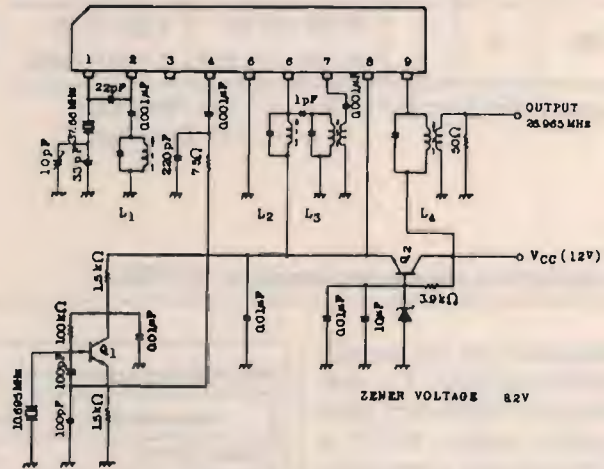 1 2 3 4 5 6 7 8 9
22pF
0.001μF
37.66MHz
10pF
33pF
L1
220pF
75Ω
0.001μF
1pF
0.001μF
L2
L3
L4
50Ω
OUTPUT
26.965MHz
1.5kΩ
100kΩ
0.01μF
Q1
100pF
100pF
10.695MHz
1.5kΩ
0.01μF
Q2
VCC (12V)
3.9kΩ
0.01μF
10μF
ZENER VOLTAGE 8.2V